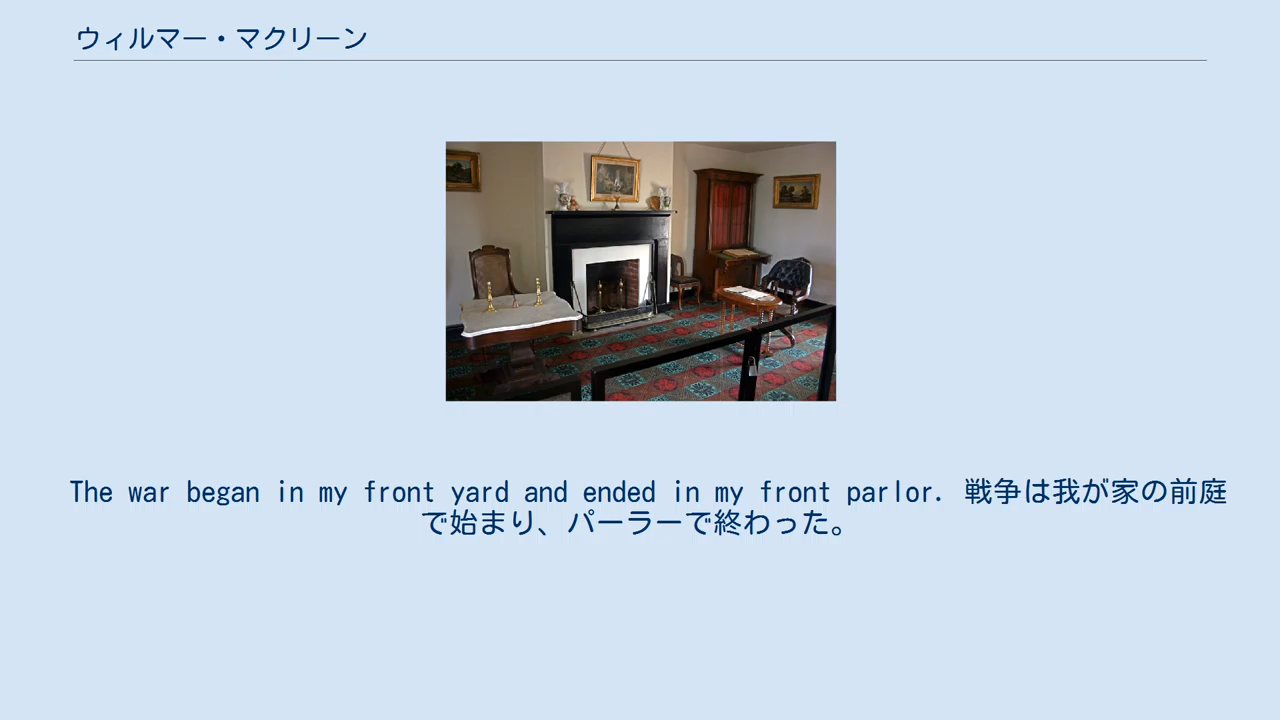 ウィルマー・マクリーン
The war began in my front yard and ended in my front parlor. 戦争は我が家の前庭
で始まり、パーラーで終わった。